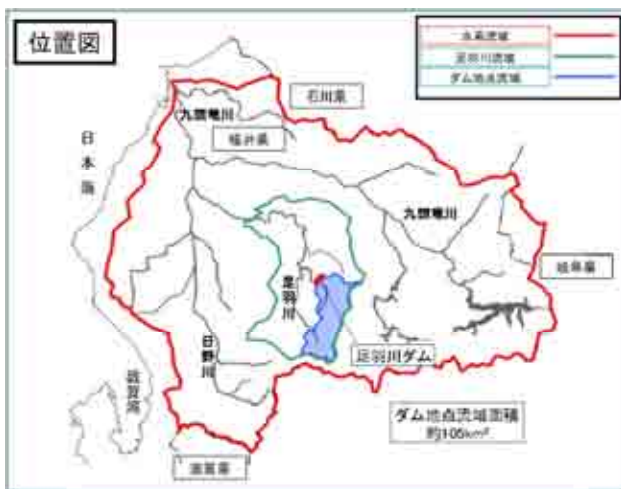 位置図
水系流域
足羽川流域
ダム地点流域
石川県
九頭竜川
福井県
日本海
九頭竜川
岐阜県
足羽川
足羽川ダム
日野川
敦賀湾
ダム地点流域面積
約105km²
滋賀県